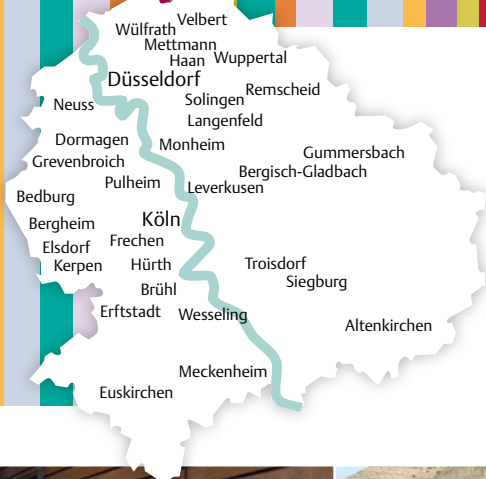 Velbert
Wülfrath
Mettmann
Haan Wuppertal
Düsseldorf
Remscheid
Solingen
Neuss
Langenfeld
Dormagen
Monheim
Gummersbach
Grevenbroich
Bergisch-Gladbach
Pulheim
Leverkusen
Bedburg
Köln
Bergheim
Frechen
Elsdorf
Kerpen
Hürth
Troisdorf
Siegburg
Brühl
Erftstadt
Wesseling
Altenkirchen
Meckenheim
Euskirchen